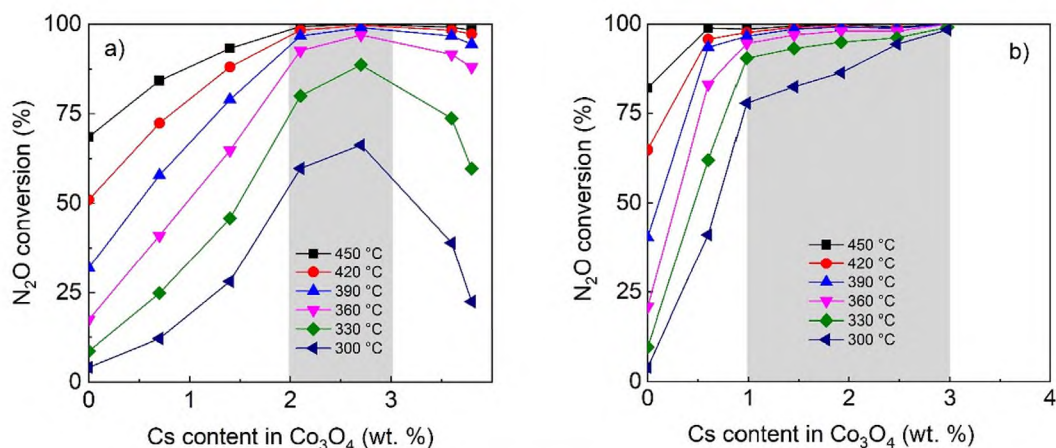 a)
N₂O conversion (%)
100
75
50
25
0
450 °C
420 °C
390 °C
360 °C
330 °C
300 °C
0 1 2 3
Cs content in Co₃O₄ (wt. %)
b)
N₂O conversion (%)
100
75
50
25
0
450 °C
420 °C
390 °C
360 °C
330 °C
300 °C
0 1 2 3 4
Cs content in Co₃O₄ (wt. %)